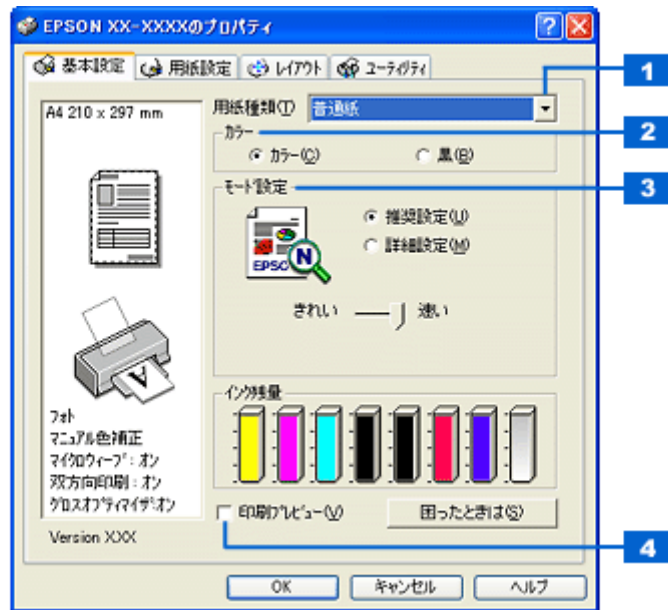 EPSON XX-XXXXのプロパティ
基本設定
用紙設定
レイアウト
ユーティリティ
1
A4 210 x 297 mm
用紙種類(T)
普通紙
カラー
2
カラー(C)
黒(B)
モード設定
3
推奨設定(U)
詳細設定(M)
EPSO
N
きれい
速い
A
インク残量
フォト
マニュアル色補正
マイクロウィーブ:オン
双方向印刷:オン
グロスオプティマイザ:オン
印刷プレビュー(V)
困ったときは(S)
Version XXX
4
OK
キャンセル
ヘルプ